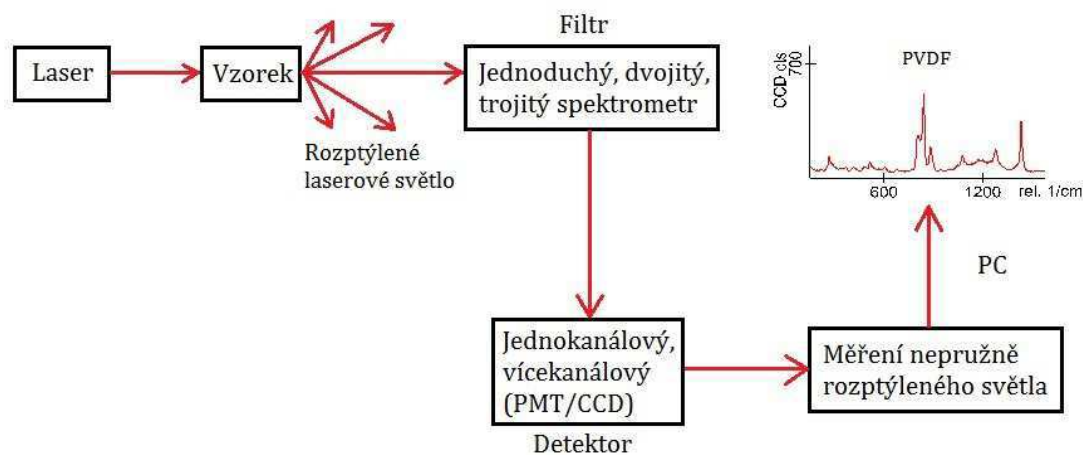 Laser
Vzorek
Rozptýlené
laserové světlo
Filtr
Jednoduchý, dvojitý,
trojitý spektrometr
Jednokanálový,
vícekanálový
(PMT/CCD)
Detektor
Měření nepružně
rozptýleného světla
PC
PVDF
CCD cts
700
600
1200
rel. 1/cm